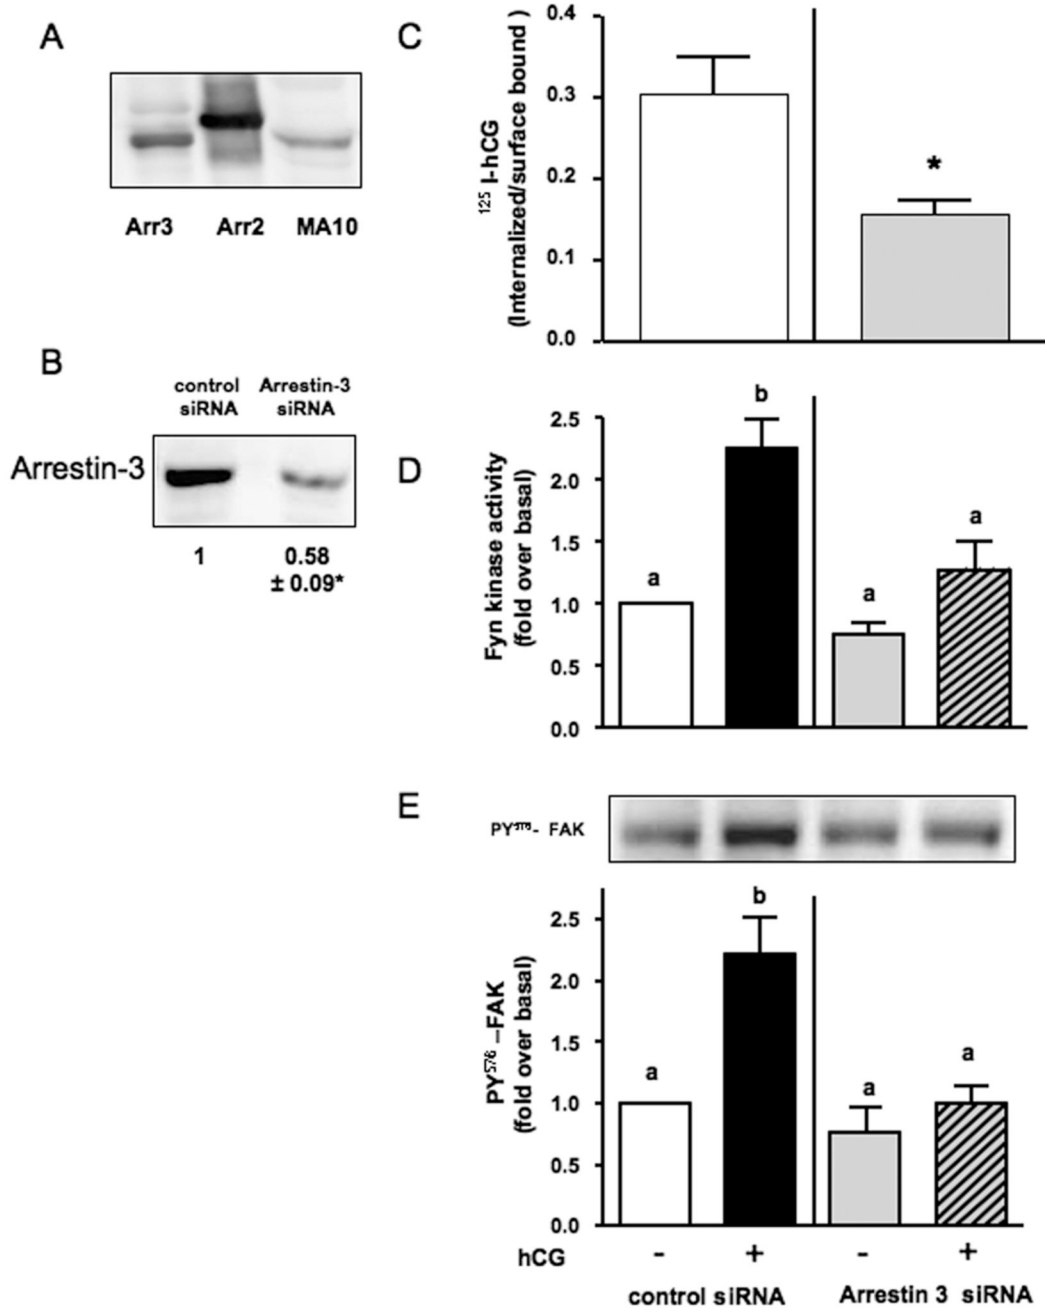 A
Arr3 Arr2 MA10
B
control Arrestin-3
siRNA siRNA
Arrestin-3
1 0.58
± 0.09*
C
125 I-hCG
(Internalized/surface bound )
0.4
0.3
0.2
0.1
0.0
*
D
Fyn kinase activity
(fold over basal)
2.5
2.0
1.5
1.0
0.5
0.0
a b a a
E
PY576- FAK
PY576 –FAK
(fold over basal)
2.5
2.0
1.5
1.0
0.5
0.0
a b a a
hCG - + - +
control siRNA Arrestin 3 siRNA